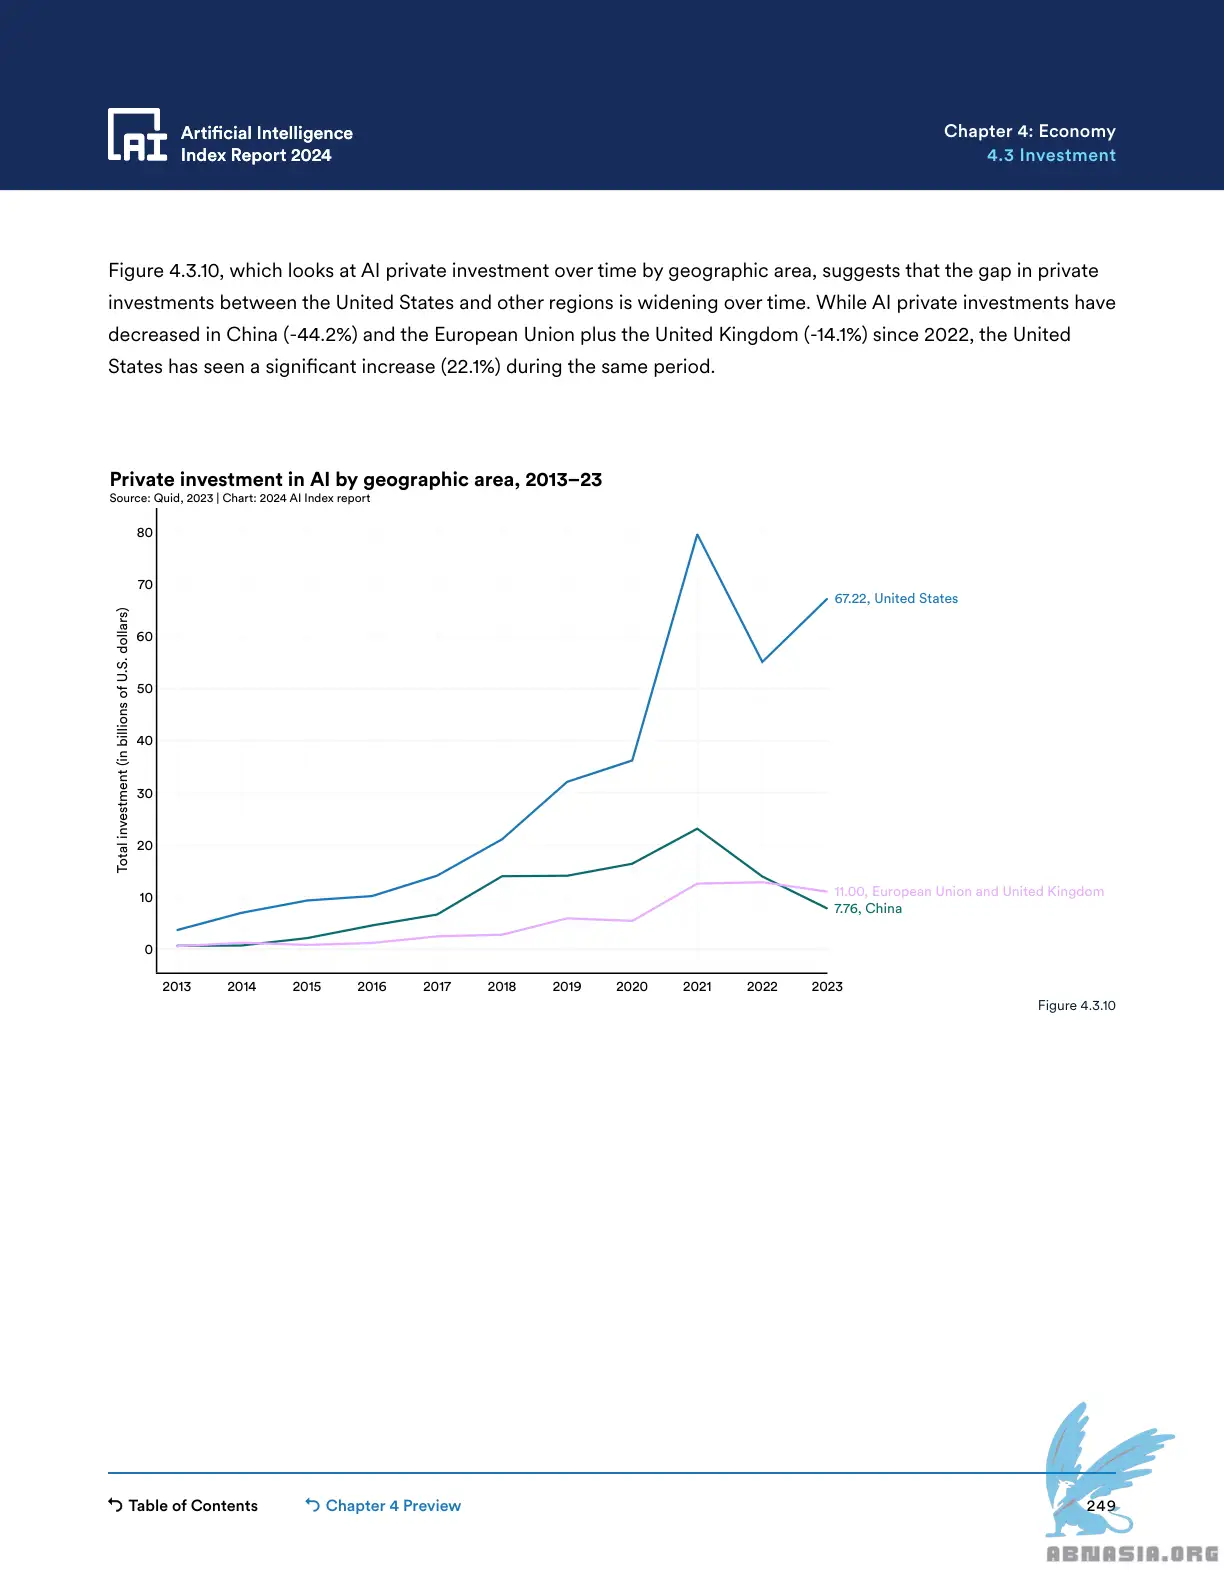 Artificial Intelligence
Index Report 2024
Chapter 4: Economy
4.3 Investment
Figure 4.3.10, which looks at AI private investment over time by geographic area, suggests that the gap in private
investments between the United States and other regions is widening over time. While AI private investments have
decreased in China (-44.2%) and the European Union plus the United Kingdom (-14.1%) since 2022, the United
States has seen a significant increase (22.1%) during the same period.
Private investment in AI by geographic area, 2013–23
Source: Quid, 2023 | Chart: 2024 AI Index report
Total investment (in billions of U.S. dollars)
80
70
60
50
40
30
20
10
0
67.22, United States
11.00, European Union and United Kingdom
7.76, China
2013 2014 2015 2016 2017 2018 2019 2020 2021 2022 2023
Figure 4.3.10
Table of Contents
Chapter 4 Preview
249
ABNASIA.ORG